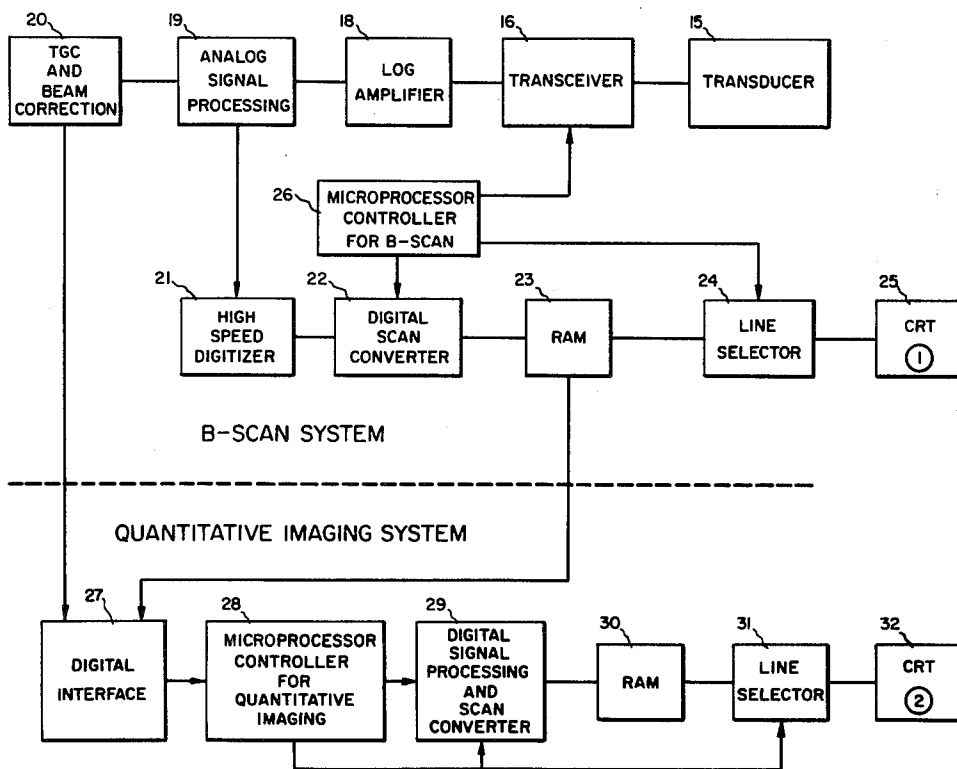 20
TGC
AND
BEAM
CORRECTION
19
ANALOG
SIGNAL
PROCESSING
18
LOG
AMPLIFIER
16
TRANSCEIVER
15
TRANSDUCER
26
MICROPROCESSOR
CONTROLLER
FOR B-SCAN
21
HIGH
SPEED
DIGITIZER
22
DIGITAL
SCAN
CONVERTER
23
RAM
24
LINE
SELECTOR
25
CRT
1
B-SCAN SYSTEM
QUANTITATIVE IMAGING SYSTEM
27
DIGITAL
INTERFACE
28
MICROPROCESSOR
CONTROLLER
FOR
QUANTITATIVE
IMAGING
29
DIGITAL
SIGNAL
PROCESSING
AND
SCAN
CONVERTER
30
RAM
31
LINE
SELECTOR
32
CRT
2